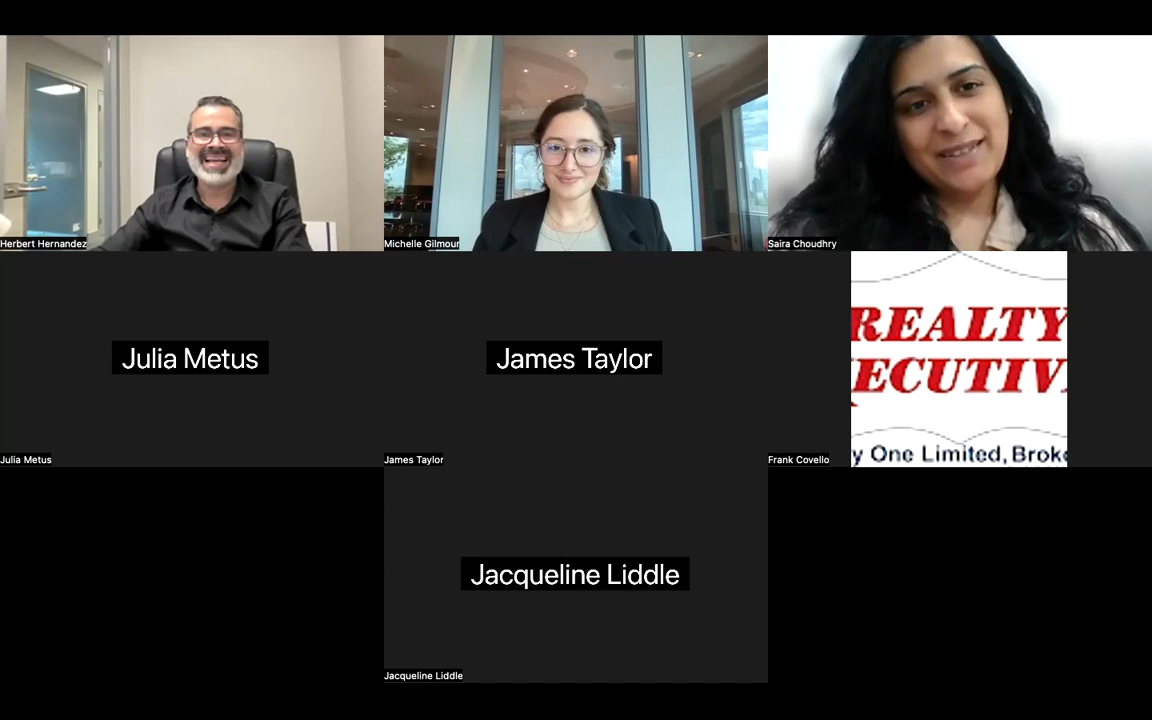 Herbert Hernandez
Michelle Gilmour
Saira Choudhry
Julia Metus
James Taylor
REALTY
ECUTIV
y One Limited, Brok
Julia Metus
James Taylor
Frank Covello
Jacqueline Liddle
Jacqueline Liddle